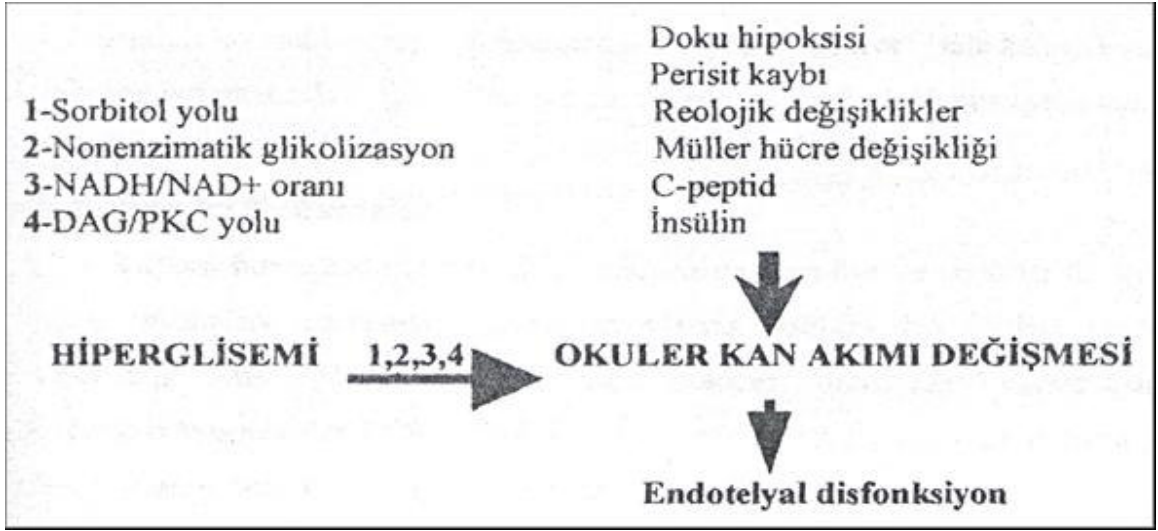 1-Sorbitol yolu
2-Nonenzimatik glikolizasyon
3-NADH/NAD+ oranı
4-DAG/PKC yolu
Doku hipoksisi
Perisit kaybı
Reolojik değişiklikler
Müller hücre değişikliği
C-peptid
İnsülin
HİPERGLİSEMİ 1,2,3,4 OKULER KAN AKIMI DEĞİŞMESİ
Endotelyal disfonksiyon